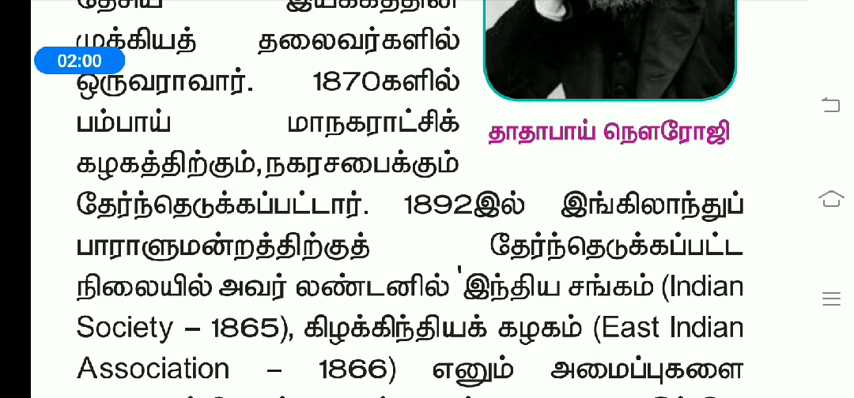 தேசிய இயக்கத்தின்
முக்கியத் தலைவர்களில்
02:00
ஒருவராவார். 1870களில்
பம்பாய் மாநகராட்சிக்
தாதாபாய் நௌரோஜி
கழகத்திற்கும்,நகரசபைக்கும்
தேர்ந்தெடுக்கப்பட்டார். 1892இல் இங்கிலாந்துப்
பாராளுமன்றத்திற்குத் தேர்ந்தெடுக்கப்பட்ட
நிலையில் அவர் லண்டனில் 'இந்திய சங்கம் (Indian
Society – 1865), கிழக்கிந்தியக் கழகம் (East Indian
Association – 1866) எனும் அமைப்புகளை